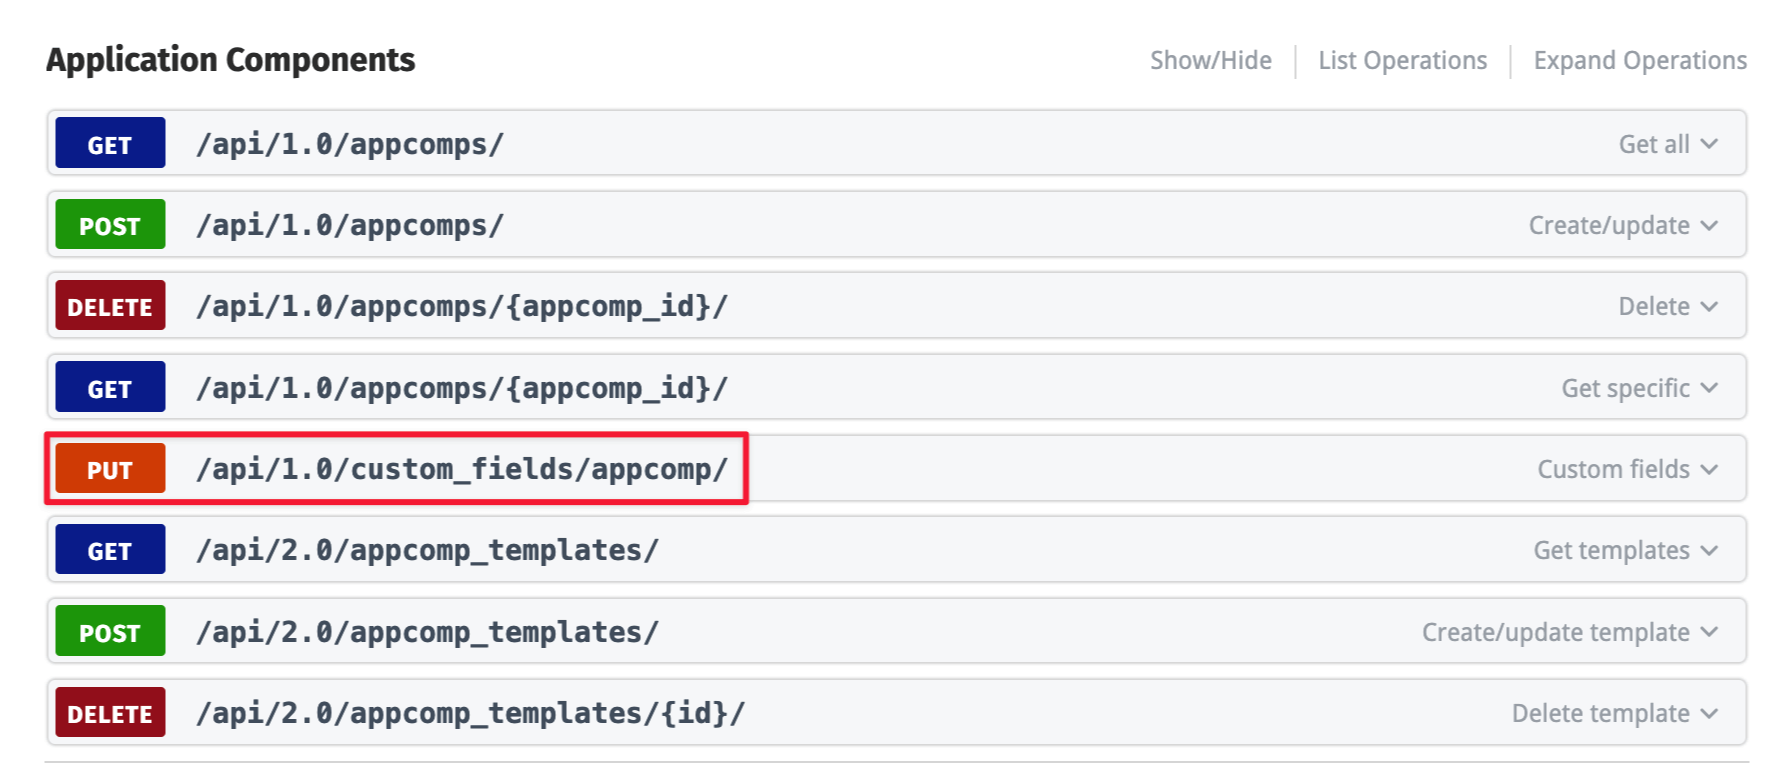 Application Components Show/Hide List Operations Expand Operations
GET /api/1.0/appcomps/ Get all
POST /api/1.0/appcomps/ Create/update
DELETE /api/1.0/appcomps/{appcomp_id}/ Delete
GET /api/1.0/appcomps/{appcomp_id}/ Get specific
PUT /api/1.0/custom_fields/appcomp/ Custom fields
GET /api/2.0/appcomp_templates/ Get templates
POST /api/2.0/appcomp_templates/ Create/update template
DELETE /api/2.0/appcomp_templates/{id}/ Delete template